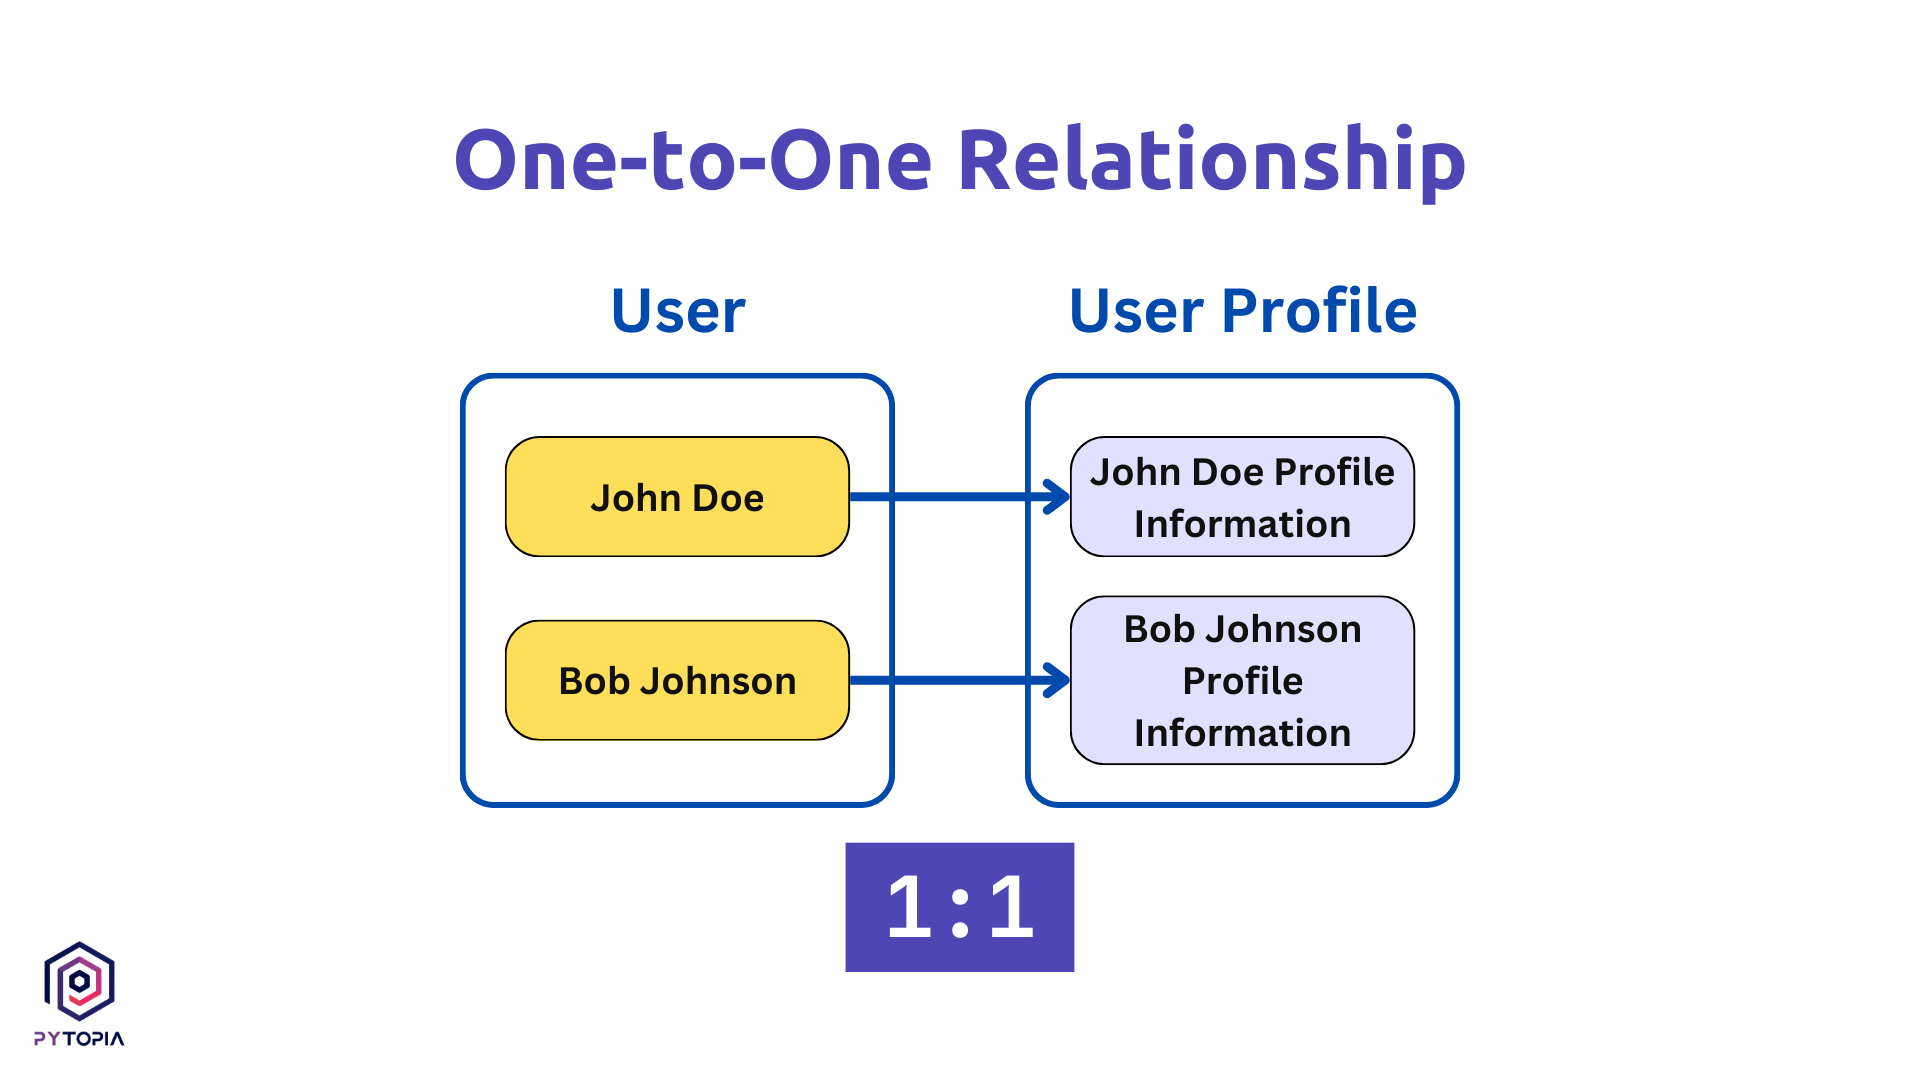 One-to-One Relationship
User
User Profile
John Doe
John Doe Profile
Information
Bob Johnson
Bob Johnson
Profile
Information
1:1
PYTOPIA